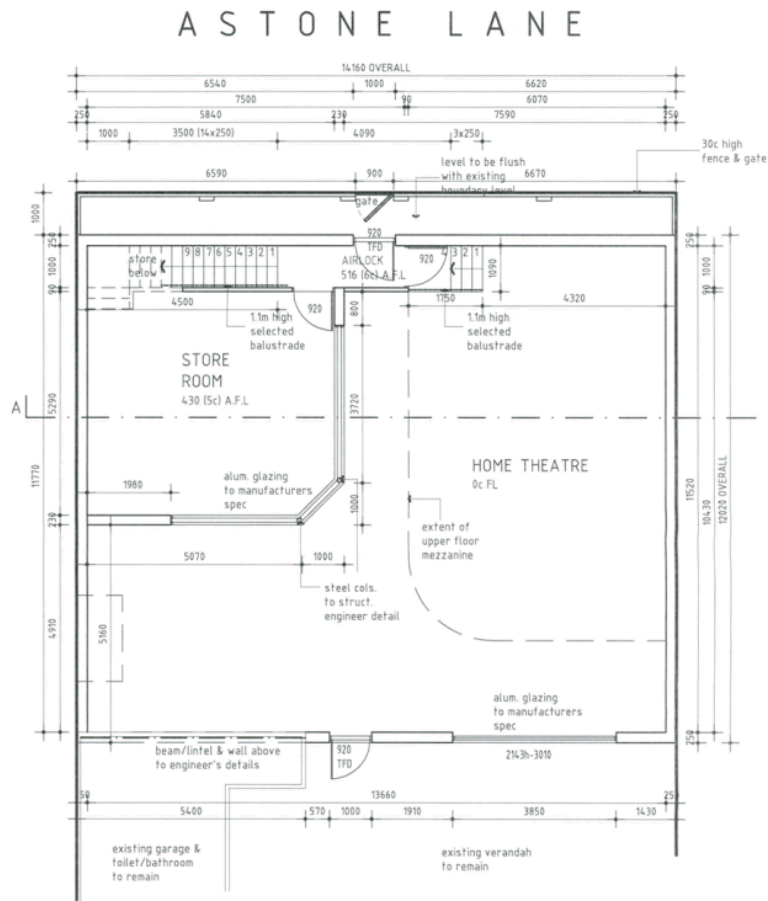 ASTONE LANE
14160 OVERALL
6540 1000 6620
7500 90 6070
250 5840 230 7590 250
1000 3500 (14x250) 4090 3x250
6590 900 6670
level to be flush
with existing
boundary level
30c high
fence & gate
gate
1000
250
1000
90
5290
11770
230
4910
920
TFD
AIRLOCK
516 (6c) A.F.L
store
below
9 8 7 6 5 4 3 2 1
920
4 3 2 1
1090
250
1000
90
4500
920
800
1750
4320
1.1m high
selected
balustrade
1.1m high
selected
balustrade
STORE
ROOM
430 (5c) A.F.L
A
3720
HOME THEATRE
0c FL
1980
alum. glazing
to manufacturers
spec
1000
extent of
upper floor
mezzanine
11520
10430
12020 OVERALL
5070 1000
steel cols.
to struct.
engineer detail
5160
alum. glazing
to manufacturers
spec
250
beam/lintel & wall above
to engineer's details
920
TFD
2143h-3010
50 13660 250
5400 570 1000 1910 3850 1430
existing garage &
toilet/bathroom
to remain
existing verandah
to remain